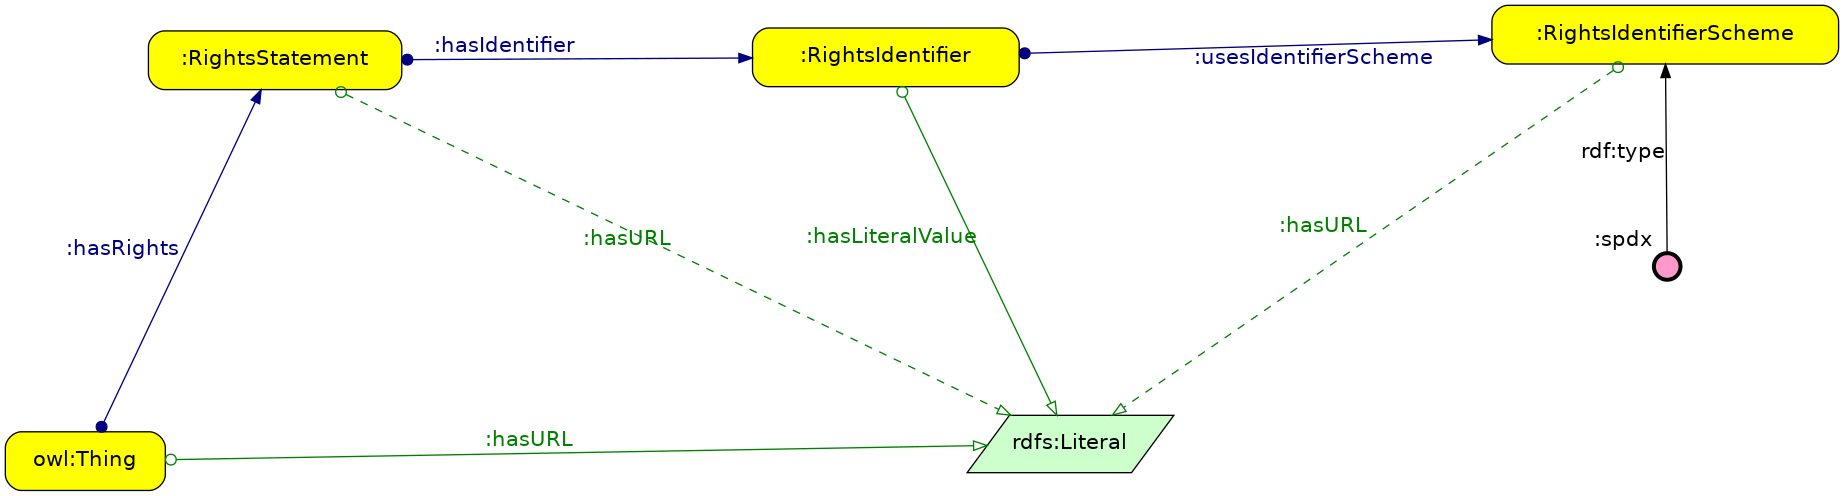 :RightsStatement
:hasIdentifier
:RightsIdentifier
:usesIdentifierScheme
:RightsIdentifierScheme
rdf:type
:hasRights
:hasURL
:hasLiteralValue
:hasURL
:spdx
owl:Thing
:hasURL
rdfs:Literal